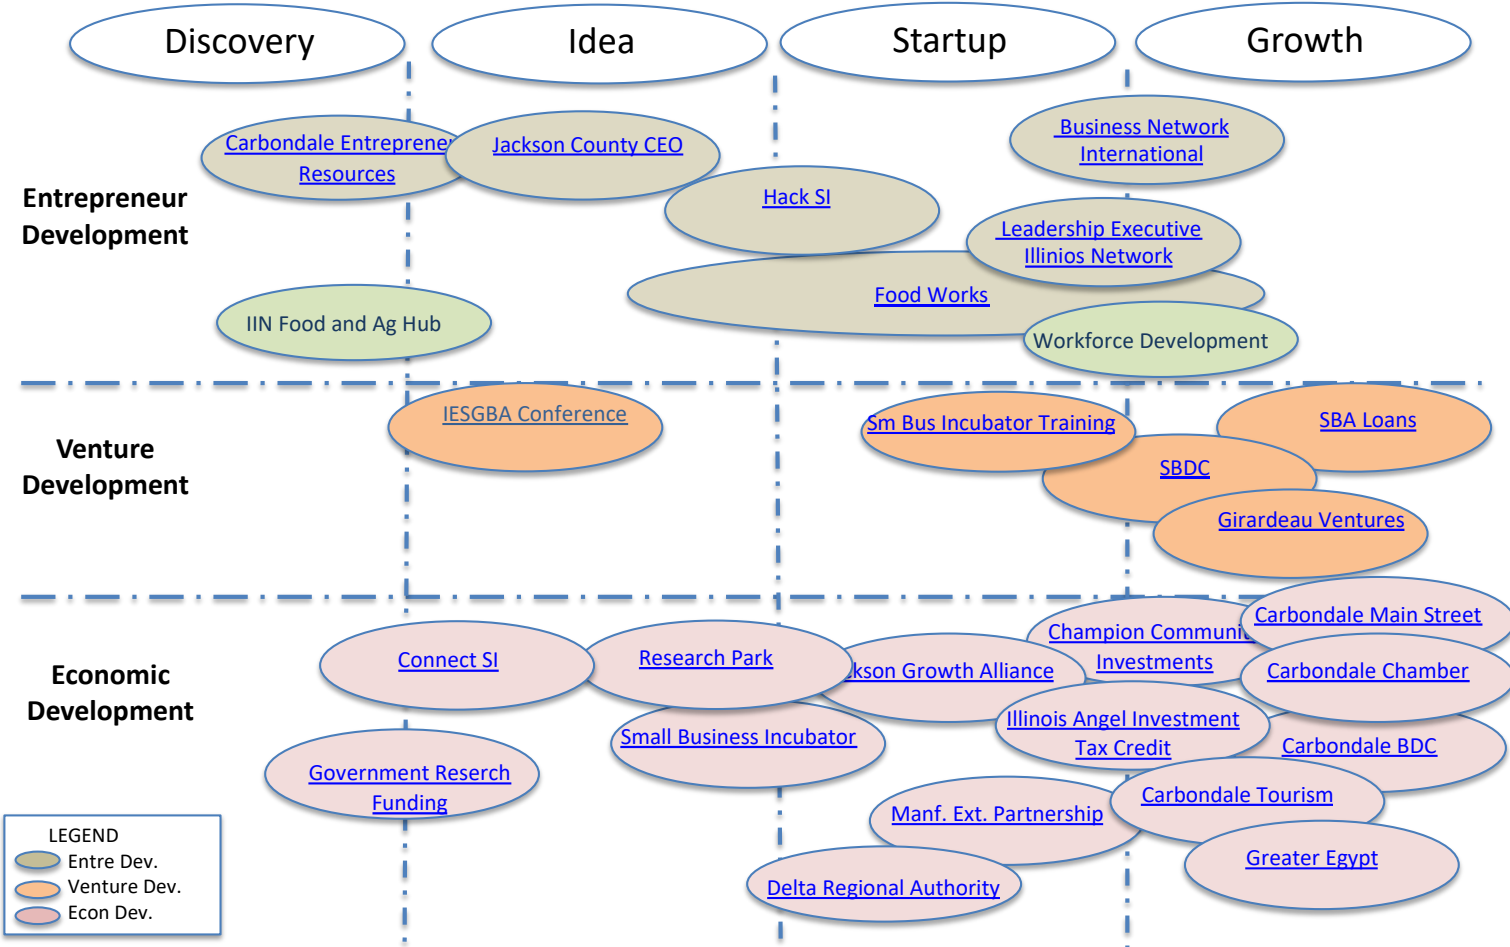 Discovery
Idea
Startup
Growth
Entrepreneur
Development
Carbondale Entreprene
Resources
Jackson County CEO
Hack SI
Business Network
International
Leadership Executive
Illinios Network
Food Works
IIN Food and Ag Hub
Workforce Development
Venture
Development
IESGBA Conference
Sm Bus Incubator Training
SBA Loans
SBDC
Girardeau Ventures
Economic
Development
Connect SI
Research Park
ckson Growth Alliance
Champion Communi
Investments
Carbondale Main Street
Carbondale Chamber
Small Business Incubator
Illinois Angel Investment
Tax Credit
Carbondale BDC
Government Reserch
Funding
Manf. Ext. Partnership
Carbondale Tourism
Delta Regional Authority
Greater Egypt
LEGEND
Entre Dev.
Venture Dev.
Econ Dev.